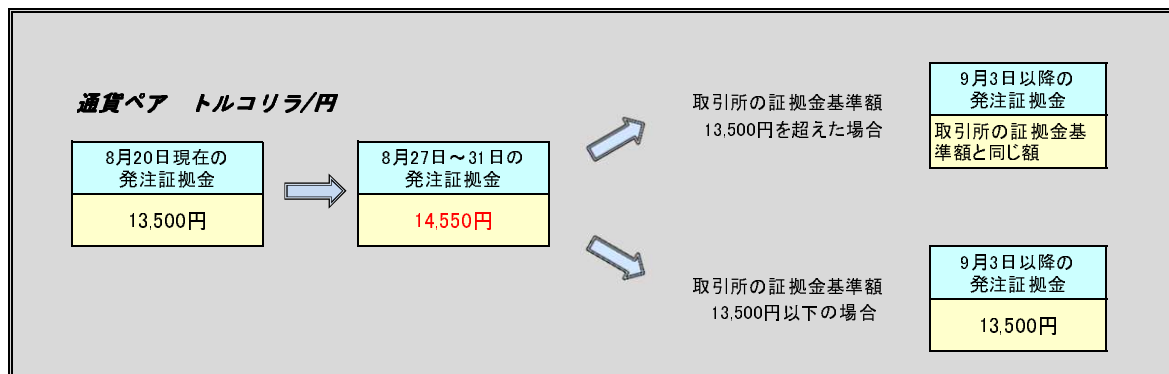 通貨ペア　トルコリラ/円
8月20日現在の
発注証拠金
13,500円
8月27日～31日の
発注証拠金
14,550円
取引所の証拠金基準額
13,500円を超えた場合
9月3日以降の
発注証拠金
取引所の証拠金基
準額と同じ額
取引所の証拠金基準額
13,500円以下の場合
9月3日以降の
発注証拠金
13,500円